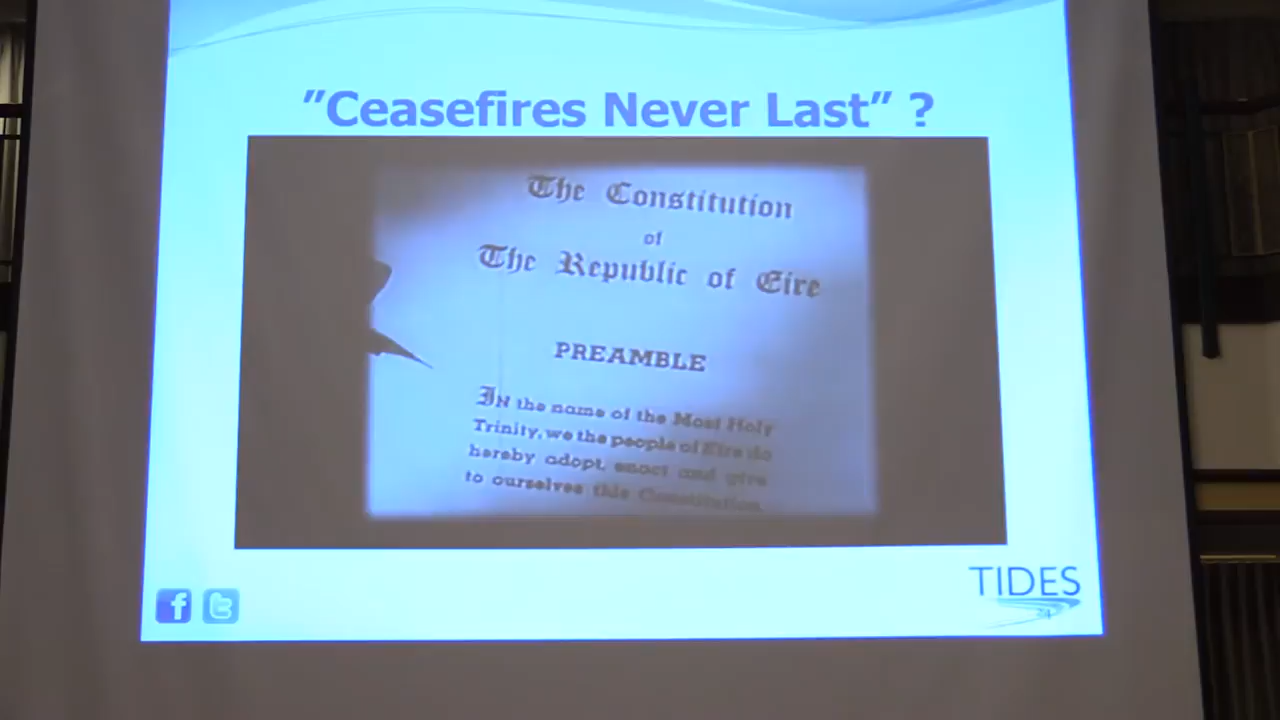 ”Ceasefires Never Last” ?
The Constitution
of
The Republic of Eire
PREAMBLE
IN the name of the Most Holy
Trinity, we the people of Eire do
hereby adopt, enact and give
to ourselves this Constitution.
TIDES
f t